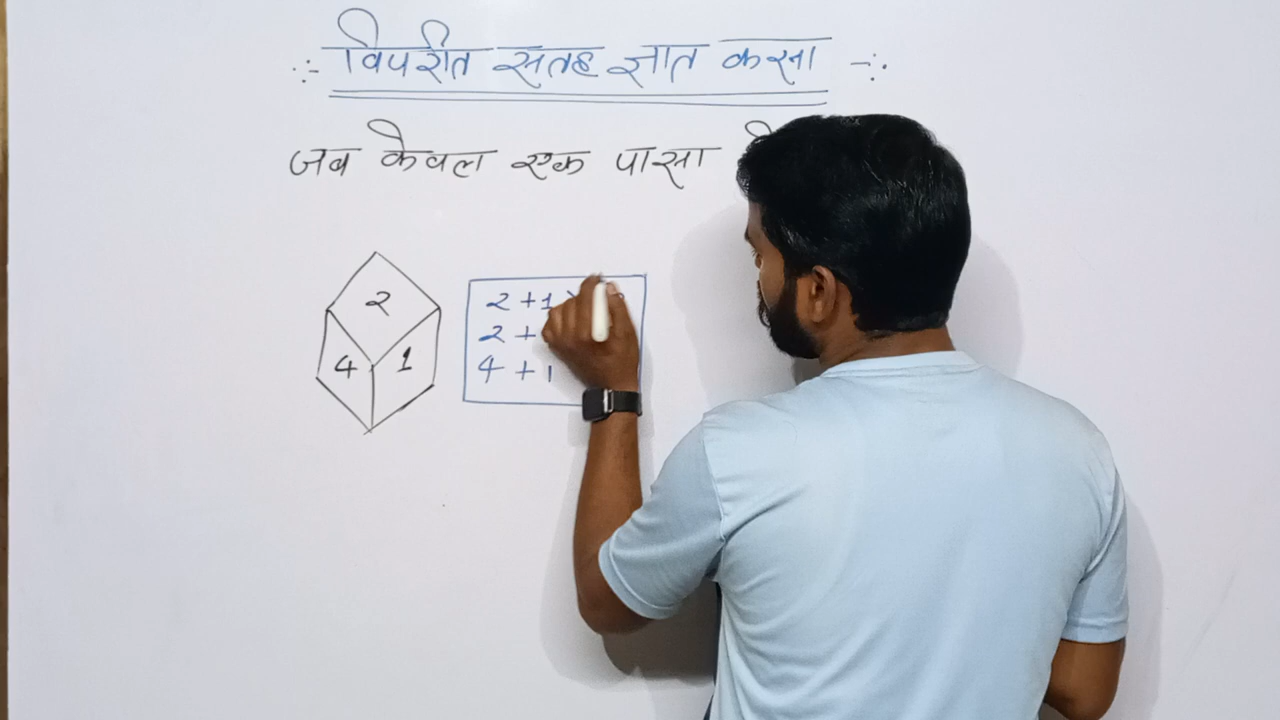 विपरीत सतह ज्ञात करना
जब केवल एक पासा
2
4 1
2 + 1
2 +
4 + 1